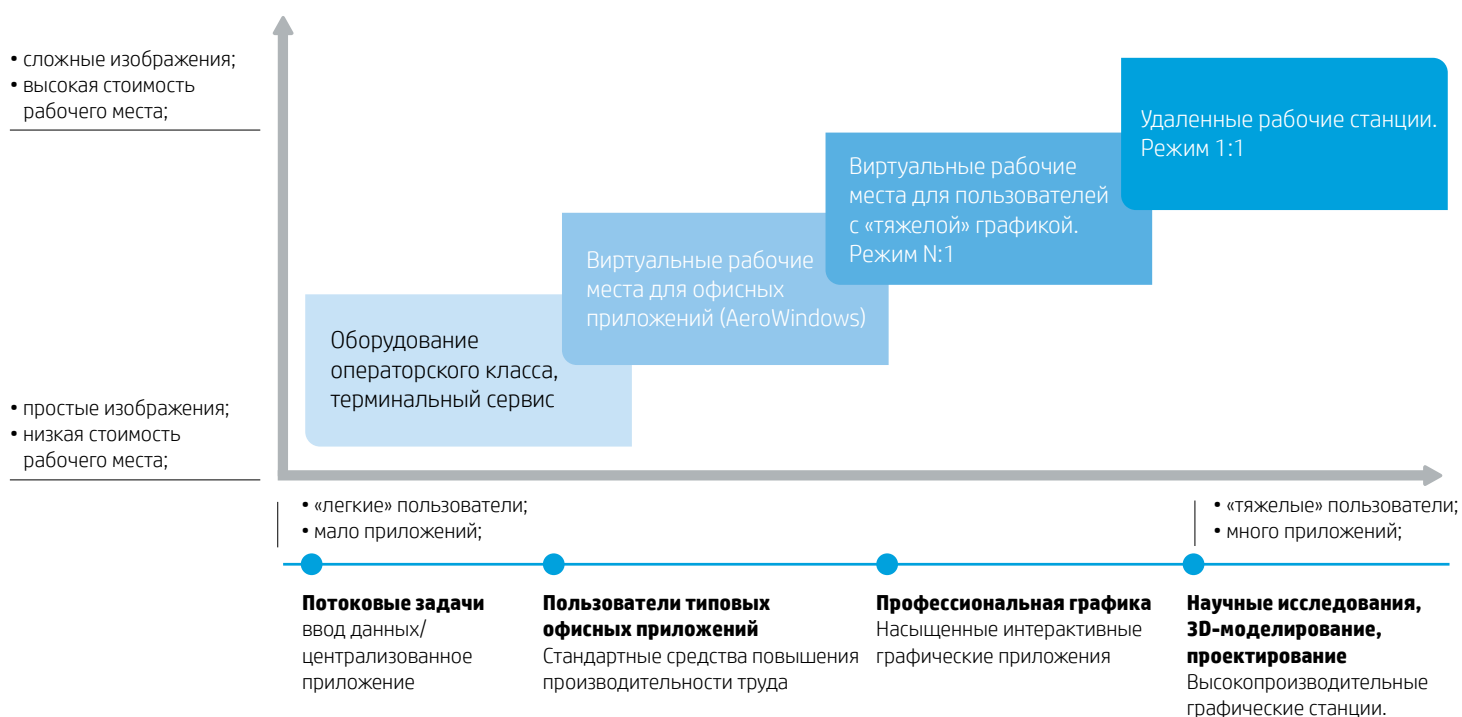 • сложные изображения;
• высокая стоимость
рабочего места;
Удаленные рабочие станции.
Режим 1:1
Виртуальные рабочие
места для пользователей
с «тяжелой» графикой.
Режим N:1
Виртуальные рабочие
места для офисных
приложений (AeroWindows)
Оборудование
операторского класса,
терминальный сервис
• простые изображения;
• низкая стоимость
рабочего места;
• «легкие» пользователи;
• мало приложений;
• «тяжелые» пользователи;
• много приложений;
Потоковые задачи
ввод данных/
централизованное
приложение
Пользователи типовых
офисных приложений
Стандартные средства повышения
производительности труда
Профессиональная графика
Насыщенные интерактивные
графические приложения
Научные исследования,
3D-моделирование,
проектирование
Высокопроизводительные
графические станции.